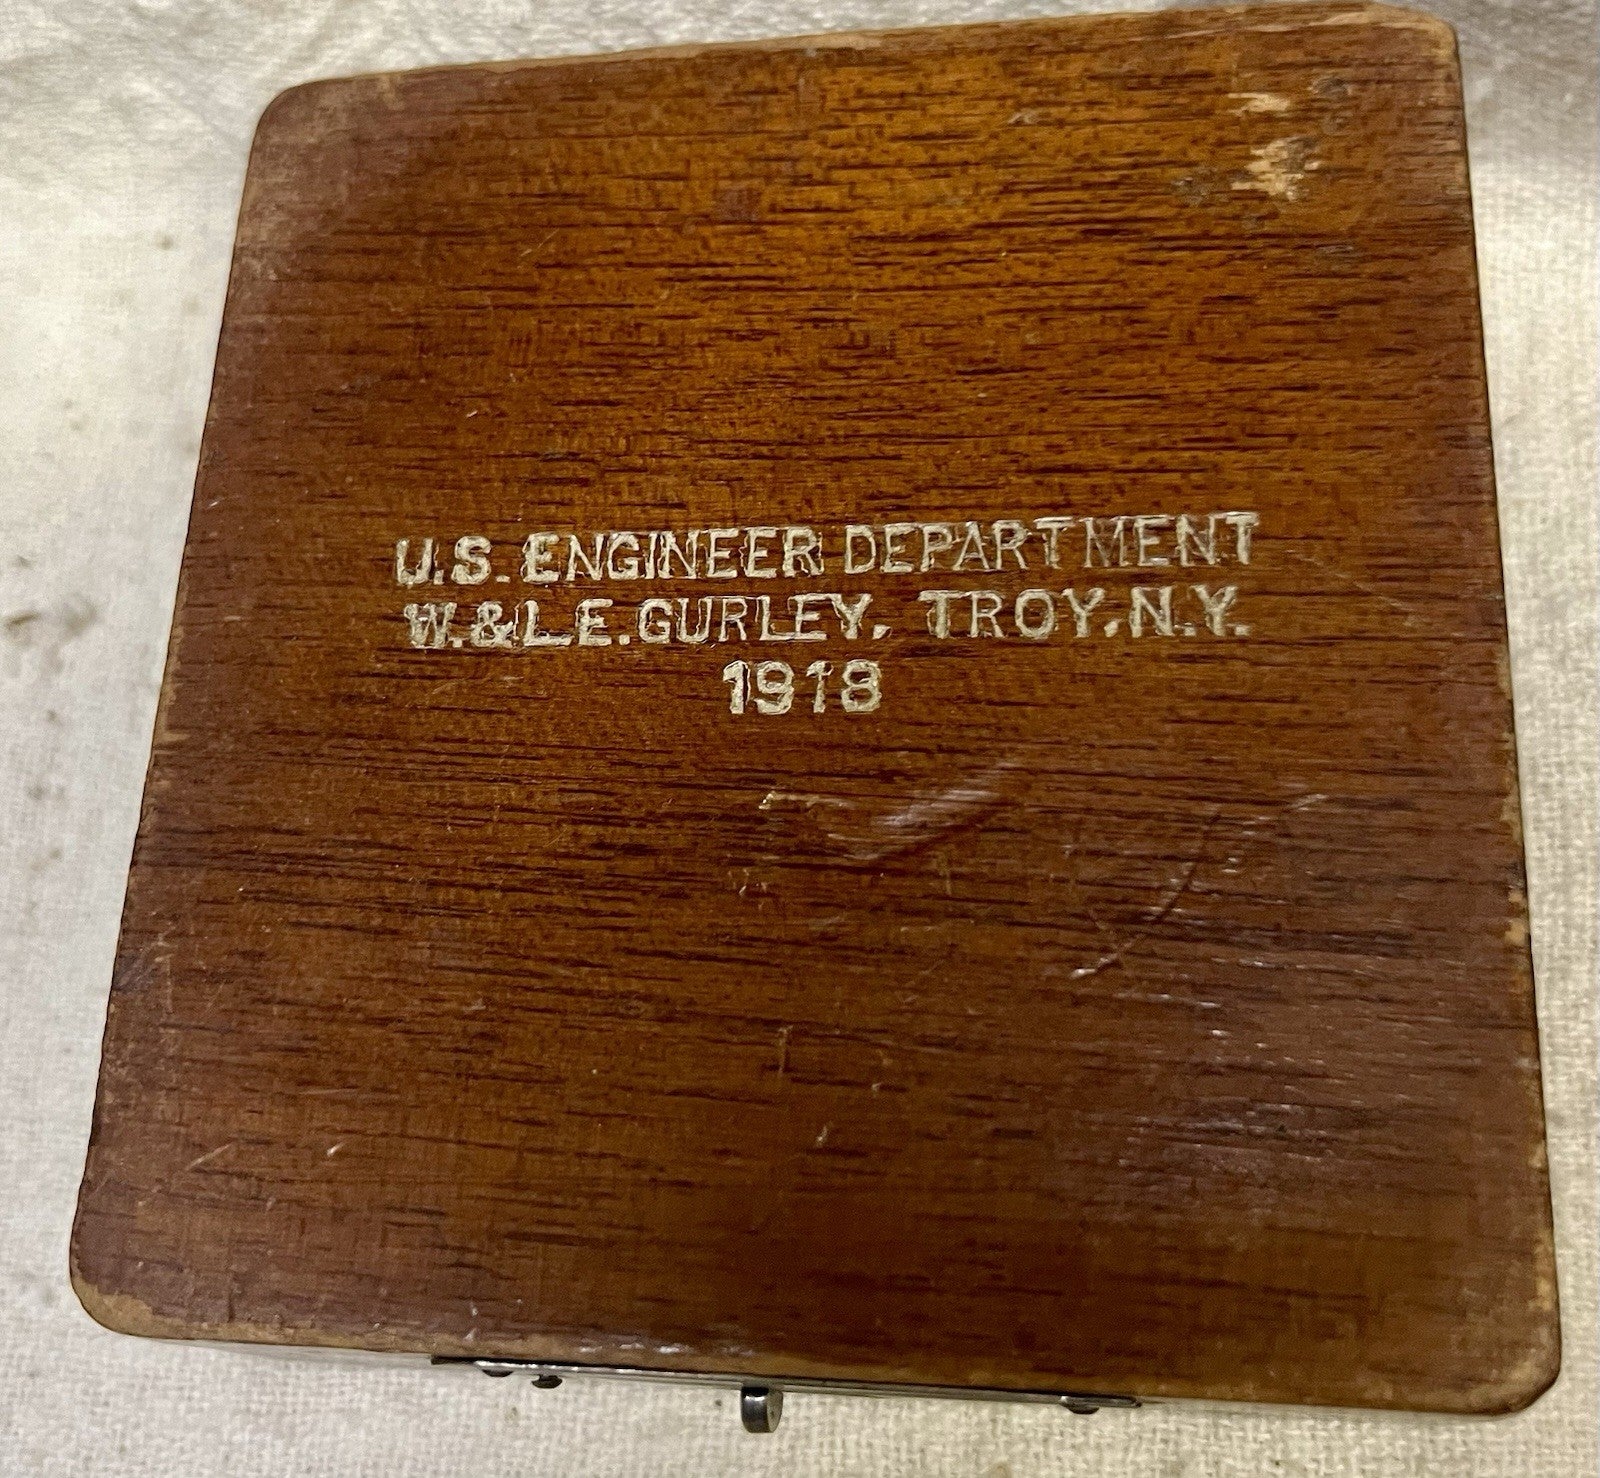 U.S. ENGINEER DEPARTMENT
W. & L.E. GURLEY, TROY, N.Y.
1918